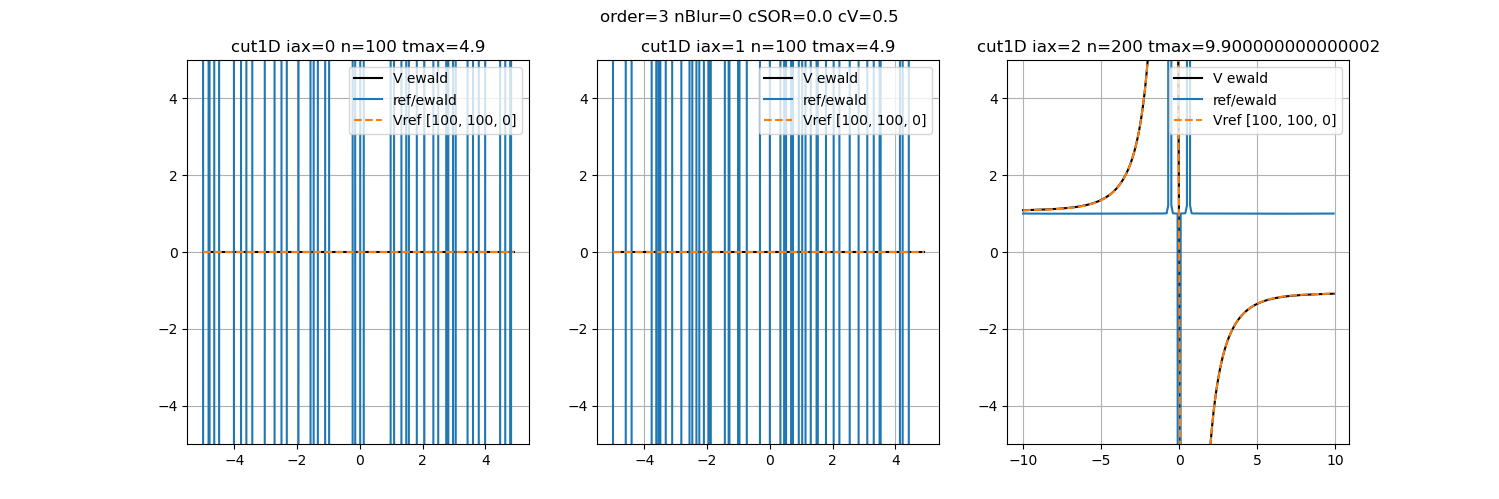 order=3 nBlur=0 cSOR=0.0 cV=0.5
cut1D iax=0 n=100 tmax=4.9
V ewald
ref/ewald
Vref [100, 100, 0]
4
2
0
−2
−4
−4
−2
0
2
4
cut1D iax=1 n=100 tmax=4.9
V ewald
ref/ewald
Vref [100, 100, 0]
4
2
0
−2
−4
−4
−2
0
2
4
cut1D iax=2 n=200 tmax=9.900000000000002
V ewald
ref/ewald
Vref [100, 100, 0]
4
2
0
−2
−4
−10
−5
0
5
10